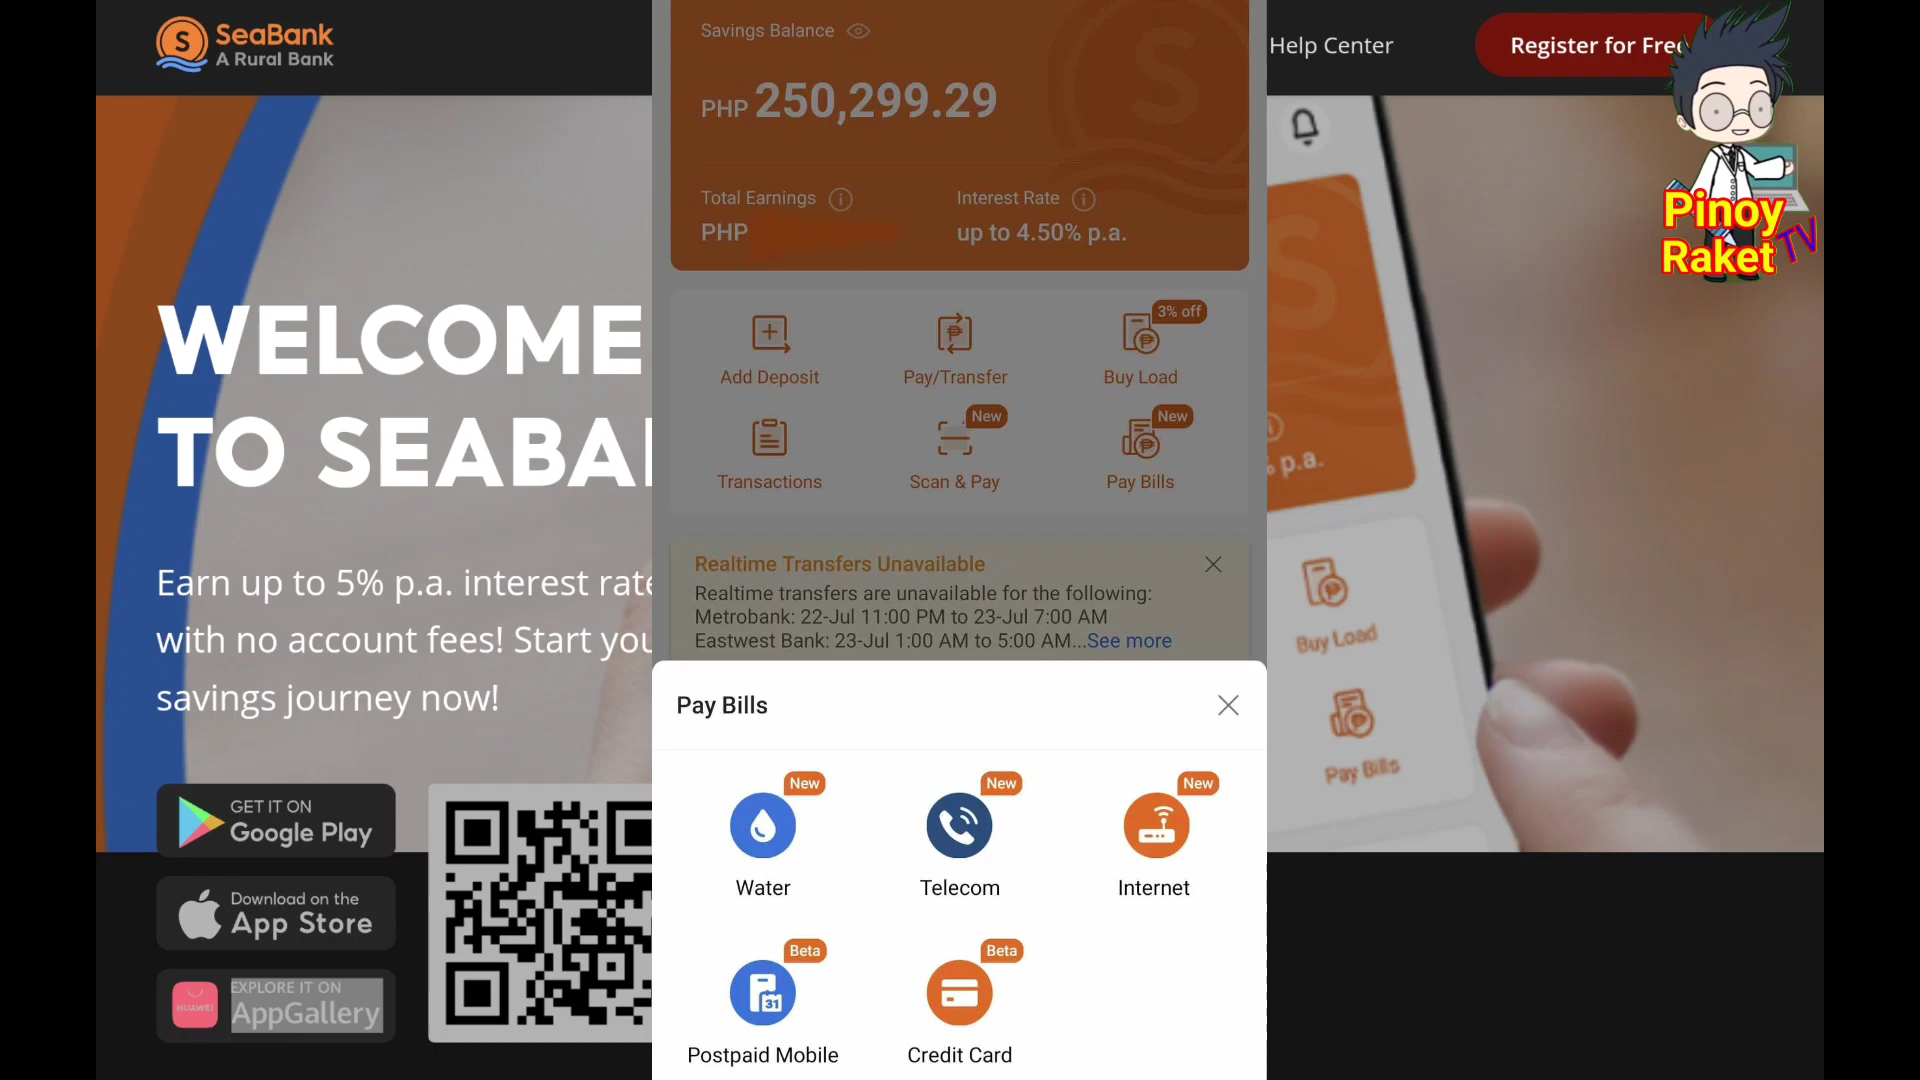 SeaBank
A Rural Bank
Help Center
Register for Free
Pinoy
Raket TV
WELCOME
TO SEABA
Earn up to 5% p.a. interest rate
with no account fees! Start you
savings journey now!
GET IT ON
Google Play
Download on the
App Store
HUAWEI
EXPLORE IT ON
AppGallery
Savings Balance
PHP 250,299.29
Total Earnings
Interest Rate
PHP
up to 4.50% p.a.
3% off
Add Deposit
Pay/Transfer
Buy Load
New
New
Transactions
Scan & Pay
Pay Bills
Realtime Transfers Unavailable
Realtime transfers are unavailable for the following:
Metrobank: 22-Jul 11:00 PM to 23-Jul 7:00 AM
Eastwest Bank: 23-Jul 1:00 AM to 5:00 AM...See more
Pay Bills
New
New
New
Water
Telecom
Internet
Beta
Beta
31
Postpaid Mobile
Credit Card
% p.a.
Buy Load
Pay Bills